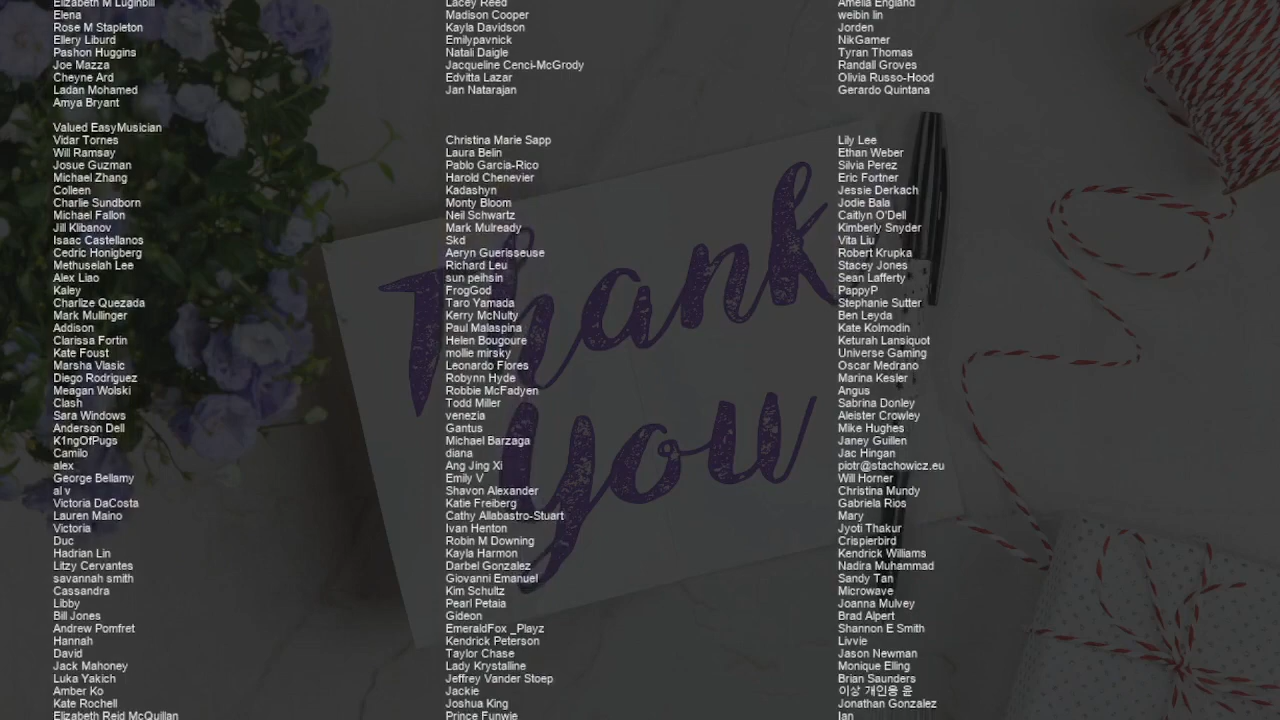 Elizabeth M Luginbill
Elena
Rose M Stapleton
Ellery Liburd
Pashon Huggins
Joe Mazza
Cheyne Ard
Ladan Mohamed
Amya Bryant
Lacey Reed
Madison Cooper
Kayla Davidson
Emilypavnick
Natali Daigle
Jacqueline Cenci-McGrody
Edvitta Lazar
Jan Natarajan
Amelia England
weibin lin
Jorden
NikGamer
Tyran Thomas
Randall Groves
Olivia Russo-Hood
Gerardo Quintana
Valued EasyMusician
Vidar Tornes
Will Ramsay
Josue Guzman
Michael Zhang
Colleen
Charlie Sundborn
Michael Fallon
Jill Klibanov
Isaac Castellanos
Cedric Honigberg
Methuselah Lee
Alex Liao
Kaley
Charlize Quezada
Mark Mullinger
Addison
Clarissa Fortin
Kate Foust
Marsha Vlasic
Diego Rodriguez
Meagan Wolski
Clash
Sara Windows
Anderson Dell
K1ngOfPugs
Camilo
alex
George Bellamy
al v
Victoria DaCosta
Lauren Maino
Victoria
Duc
Hadrian Lin
Litzy Cervantes
savannah smith
Cassandra
Libby
Bill Jones
Andrew Pomfret
Hannah
David
Jack Mahoney
Luka Yakich
Amber Ko
Kate Rochell
Elizabeth Reid McQuillan
Christina Marie Sapp
Laura Belin
Pablo Garcia-Rico
Harold Chenevier
Kadashyn
Monty Bloom
Neil Schwartz
Mark Mulready
Skd
Aeryn Guerisseuse
Richard Leu
sun peihsin
FrogGod
Taro Yamada
Kerry McNulty
Paul Malaspina
Helen Bougoure
mollie mirsky
Leonardo Flores
Robynn Hyde
Robbie McFadyen
Todd Miller
venezia
Gantus
Michael Barzaga
diana
Ang Jing Xi
Emily V
Shavon Alexander
Katie Freiberg
Cathy Allabastro-Stuart
Ivan Henton
Robin M Downing
Kayla Harmon
Darbel Gonzalez
Giovanni Emanuel
Kim Schultz
Pearl Petaia
Gideon
EmeraldFox _Playz
Kendrick Peterson
Taylor Chase
Lady Krystalline
Jeffrey Vander Stoep
Jackie
Joshua King
Prince Funwie
Lily Lee
Ethan Weber
Silvia Perez
Eric Fortner
Jessie Derkach
Jodie Bala
Caitlyn O'Dell
Kimberly Snyder
Vita Liu
Robert Krupka
Stacey Jones
Sean Lafferty
PappyP
Stephanie Sutter
Ben Leyda
Kate Kolmodin
Keturah Lansiquot
Universe Gaming
Oscar Medrano
Marina Kesler
Angus
Sabrina Donley
Aleister Crowley
Mike Hughes
Janey Guillen
Jac Hingan
piotr@stachowicz.eu
Will Horner
Christina Mundy
Gabriela Rios
Mary
Jyoti Thakur
Crispierbird
Kendrick Williams
Nadira Muhammad
Sandy Tan
Microwave
Joanna Mulvey
Brad Alpert
Shannon E Smith
Livvie
Jason Newman
Monique Elling
Brian Saunders
이상 개인용 윤
Jonathan Gonzalez
Ian
Thank
you